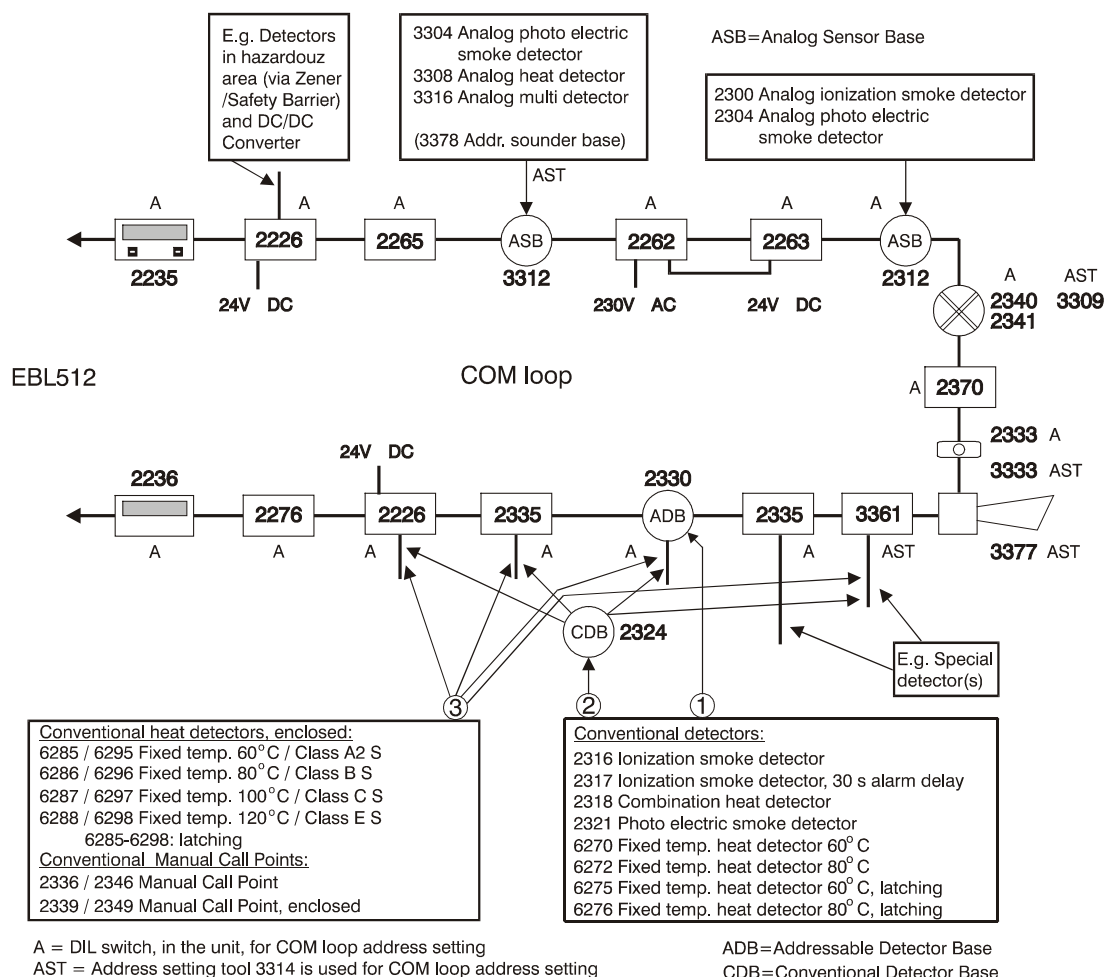 E.g. Detectors
in hazardouz
area (via Zener
/Safety Barrier)
and DC/DC
Converter
3304 Analog photo electric
smoke detector
3308 Analog heat detector
3316 Analog multi detector
(3378 Addr. sounder base)
ASB=Analog Sensor Base
2300 Analog ionization smoke detector
2304 Analog photo electric
smoke detector
AST
A
A
A
A
A
A
2226
2265
ASB
2262
2263
ASB
2235
3312
2312
24V DC
230V AC
24V DC
A
AST
2340
3309
2341
EBL512
COM loop
A
2370
2333 A
3333 AST
24V DC
2236
2330
2276
2226
2335
ADB
2335
3361
A
A
A
A
A
A
AST
3377 AST
CDB
2324
E.g. Special
detector(s)
3
2
1
Conventional heat detectors, enclosed:
6285 / 6295 Fixed temp. 60°C / Class A2 S
6286 / 6296 Fixed temp. 80°C / Class B S
6287 / 6297 Fixed temp. 100°C / Class C S
6288 / 6298 Fixed temp. 120°C / Class E S
6285-6298: latching
Conventional Manual Call Points:
2336 / 2346 Manual Call Point
2339 / 2349 Manual Call Point, enclosed
Conventional detectors:
2316 Ionization smoke detector
2317 Ionization smoke detector, 30 s alarm delay
2318 Combination heat detector
2321 Photo electric smoke detector
6270 Fixed temp. heat detector 60°C
6272 Fixed temp. heat detector 80°C
6275 Fixed temp. heat detector 60°C, latching
6276 Fixed temp. heat detector 80°C, latching
A = DIL switch, in the unit, for COM loop address setting
AST = Address setting tool 3314 is used for COM loop address setting
ADB=Addressable Detector Base
CDB=Conventional Detector Base